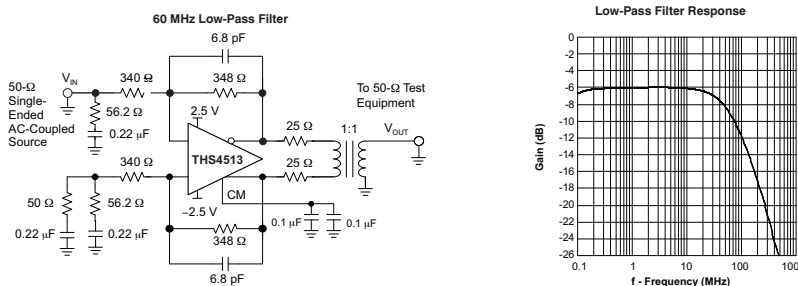 60 MHz Low-Pass Filter
6.8 pF
50-Ω
Single-
Ended
AC-Coupled
Source
V_IN
340 Ω
348 Ω
56.2 Ω
0.22 µF
2.5 V
THS4513
CM
−2.5 V
To 50-Ω Test
Equipment
25 Ω
1:1
V_OUT
25 Ω
340 Ω
50 Ω
56.2 Ω
0.22 µF
0.22 µF
0.1 µF
0.1 µF
348 Ω
6.8 pF
Low-Pass Filter Response
Gain (dB)
0
-2
-4
-6
-8
-10
-12
-14
-16
-18
-20
-22
-24
-26
0.1
1
10
100
1000
f - Frequency (MHz)